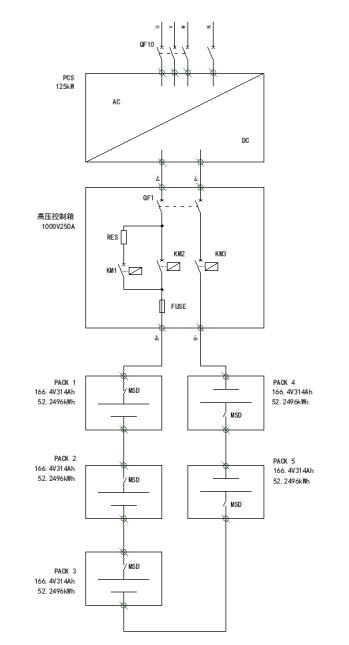 U V W N
QF10
PCS
125kW
AC
DC
P+ P-
高压控制箱
1000V250A
QF1
RES
KM1
KM2
KM3
FUSE
B+ B-
PACK 1
166.4V314Ah
52.2496kWh
MSD
PACK 4
166.4V314Ah
52.2496kWh
MSD
PACK 2
166.4V314Ah
52.2496kWh
MSD
PACK 5
166.4V314Ah
52.2496kWh
MSD
PACK 3
166.4V314Ah
52.2496kWh
MSD